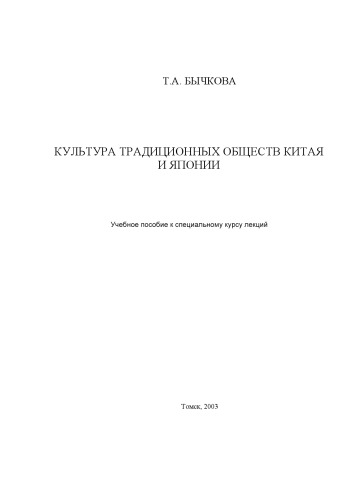 Т.А. БЫЧКОВА
КУЛЬТУРА ТРАДИЦИОННЫХ ОБЩЕСТВ КИТАЯ
И ЯПОНИИ
Учебное пособие к специальному курсу лекций
Томск, 2003